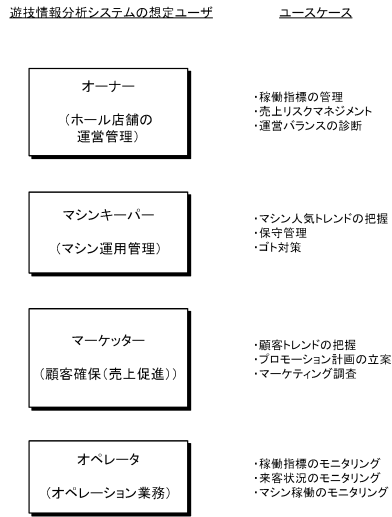 遊技情報分析システムの想定ユーザ
ユースケース
オーナー
（ホール店舗の
運営管理）
・稼働指標の管理
・売上リスクマネジメント
・運営バランスの診断
マシンキーパー
（マシン運用管理）
・マシン人気トレンドの把握
・保守管理
・ゴト対策
マーケッター
（顧客確保（売上促進））
・顧客トレンドの把握
・プロモーション計画の立案
・マーケティング調査
オペレータ
（オペレーション業務）
・稼働指標のモニタリング
・来客状況のモニタリング
・マシン稼働のモニタリング